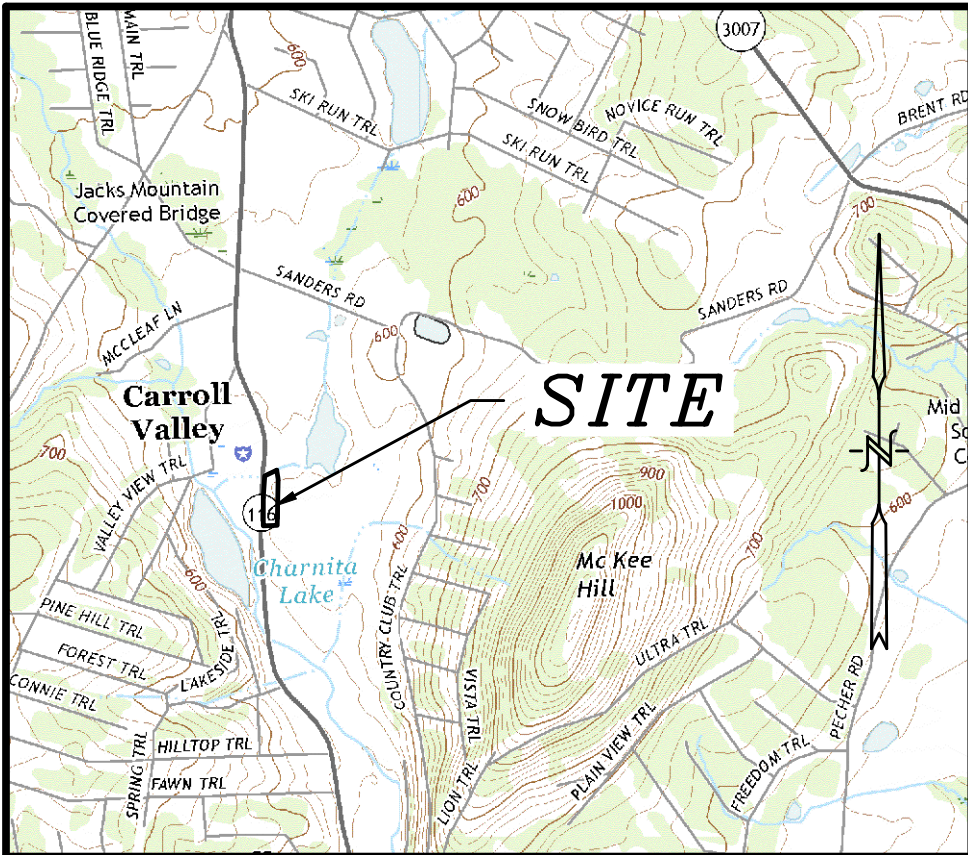 MAIN TRL
BLUE RIDGE TRL
600
3007
SKI RUN TRL
SNOW BIRD TRL
NOVICE RUN TRL
BRENT RD
SKI RUN TRL
Jacks Mountain
Covered Bridge
600
700
SANDERS RD
SANDERS RD
MCCLEAF LN
600
Carroll
Valley
SITE
Mid
So
C
N
700
VALLEY VIEW TRL
116
700
900
1000
600
700
600
Charnita
Lake
600
Mc Kee
Hill
PINE HILL TRL
FOREST TRL
CONNIE TRL
LAKESIDE TRL
COUNTRY CLUB TRL
VISTA TRL
ULTRA TRL
PLAIN VIEW TRL
PECHER RD
SPRING TRL
HILLTOP TRL
FAWN TRL
LION TRL
FREEDOM TRL